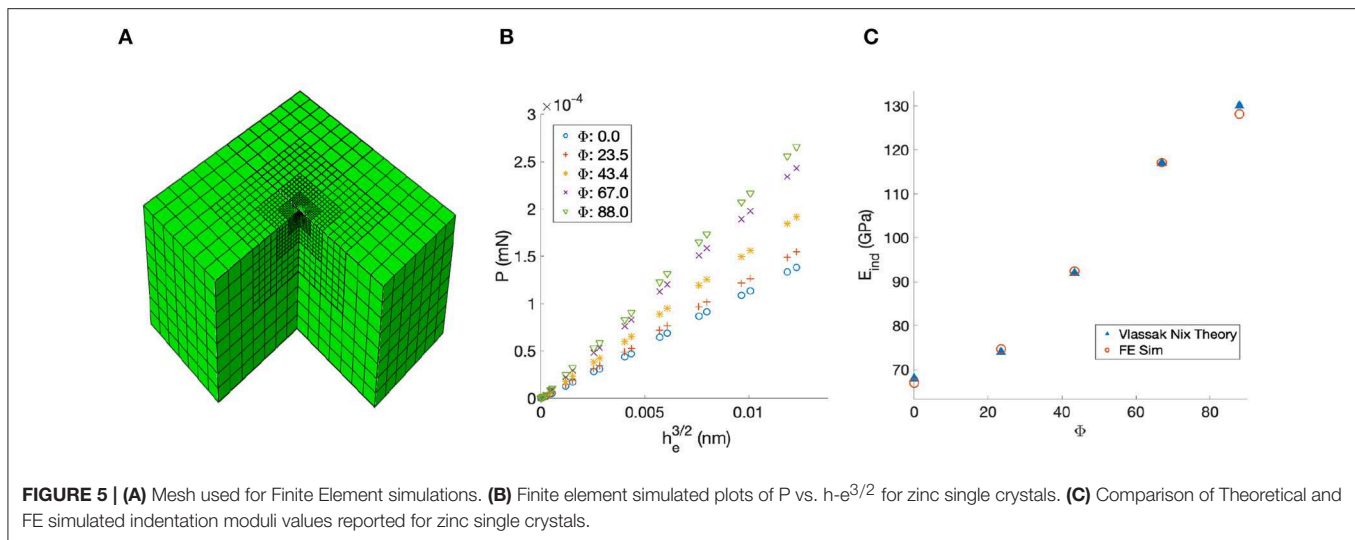 A
B
C
× 10⁻⁴
3
2.5
2
1.5
1
0.5
0
P (mN)
Φ: 0.0
Φ: 23.5
Φ: 43.4
Φ: 67.0
Φ: 88.0
0
0.005
0.01
h_e^3/2 (nm)
130
120
110
100
90
80
70
E_ind (GPa)
Vlassak Nix Theory
FE Sim
0
20
40
60
80
Φ
FIGURE 5 | (A) Mesh used for Finite Element simulations. (B) Finite element simulated plots of P vs. h-e^3/2 for zinc single crystals. (C) Comparison of Theoretical and
FE simulated indentation moduli values reported for zinc single crystals.